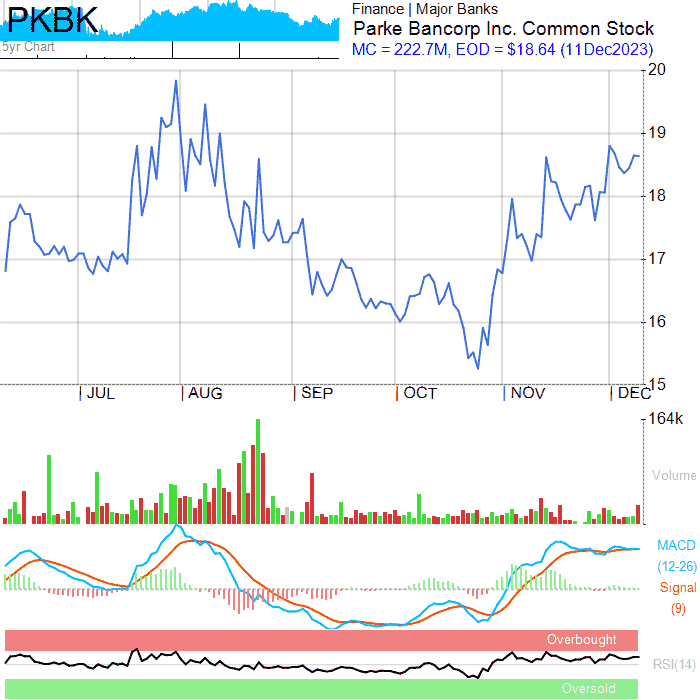 PKBK
5yr Chart
Finance | Major Banks
Parke Bancorp Inc. Common Stock
MC = 222.7M, EOD = $18.64 (11Dec2023)
20
19
18
17
16
15
JUL AUG SEP OCT NOV DEC
164k
Volume
MACD
(12-26)
Signal
(9)
Overbought
RSI(14)
Oversold